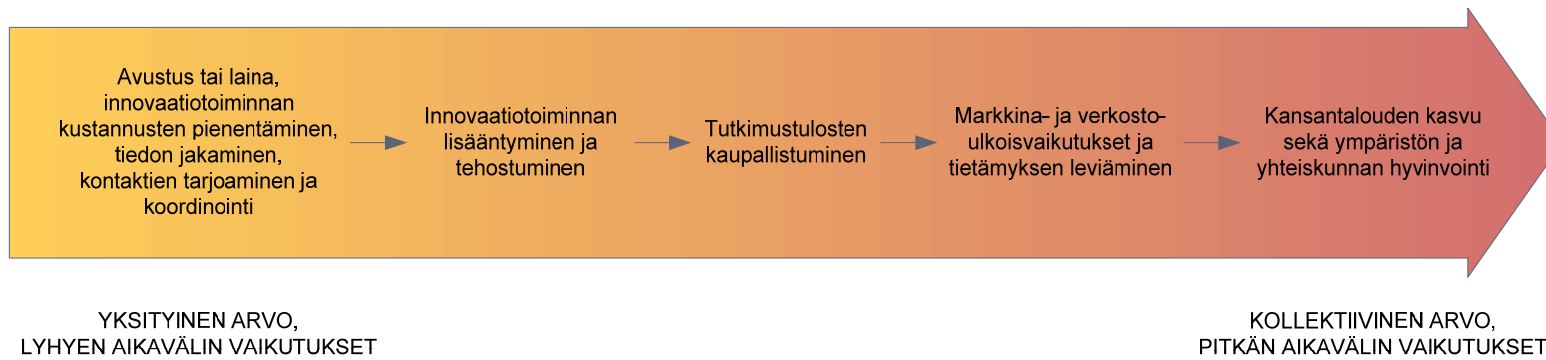 Avustus tai laina,
innovaatiotoiminnan
kustannusten pienentäminen,
tiedon jakaminen,
kontaktien tarjoaminen ja
koordinointi
Innovaatiotoiminnan
lisääntyminen ja
tehostuminen
Tutkimustulosten
kaupallistuminen
Markkina- ja verkosto-
ulkoisvaikutukset ja
tietämyksen leviäminen
Kansantalouden kasvu
sekä ympäristön ja
yhteiskunnan hyvinvointi
YKSITYINEN ARVO,
LYHYEN AIKAVÄLIN VAIKUTUKSET
KOLLEKTIIVINEN ARVO,
PITKÄN AIKAVÄLIN VAIKUTUKSET